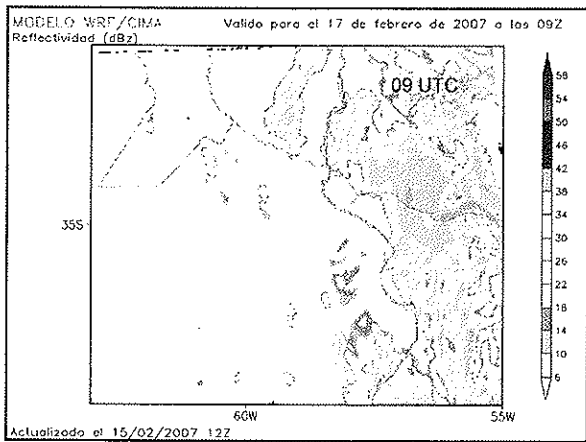 MODELO WRF/CIMA Valido para el 17 de febrero de 2007 a las 09Z
Reflectividad (dBz)
09 UTC
58
54
50
46
42
38
34
30
26
22
18
14
10
6
35S
60W 55W
Actualizado el 15/02/2007 12Z